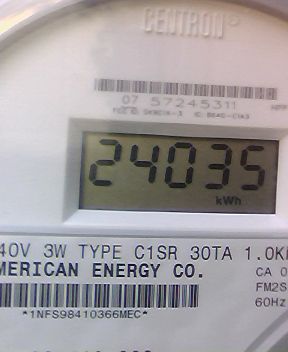 CENTRON®
07 57245311
24035
kWh
40V 3W TYPE C1SR 30TA 1.0K
MERICAN ENERGY CO.
CA 0
FM2S
60Hz
*1NFS98410366MEC*